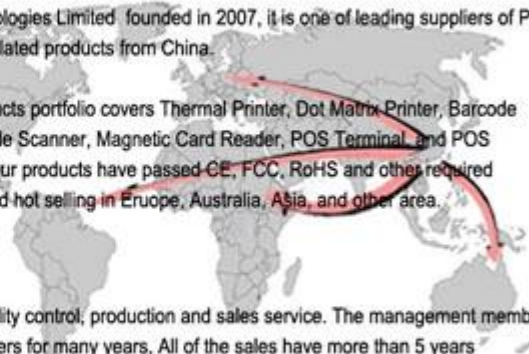 ologies Limited founded in 2007, it is one of leading suppliers of P
lated products from China.
cts portfolio covers Thermal Printer, Dot Matrix Printer, Barcode
le Scanner, Magnetic Card Reader, POS Terminal, and POS
ur products have passed CE, FCC, RoHS and other required
d hot selling in Eruope, Australia, Asia, and other area.
lity control, production and sales service. The management memb
ers for many years, All of the sales have more than 5 years